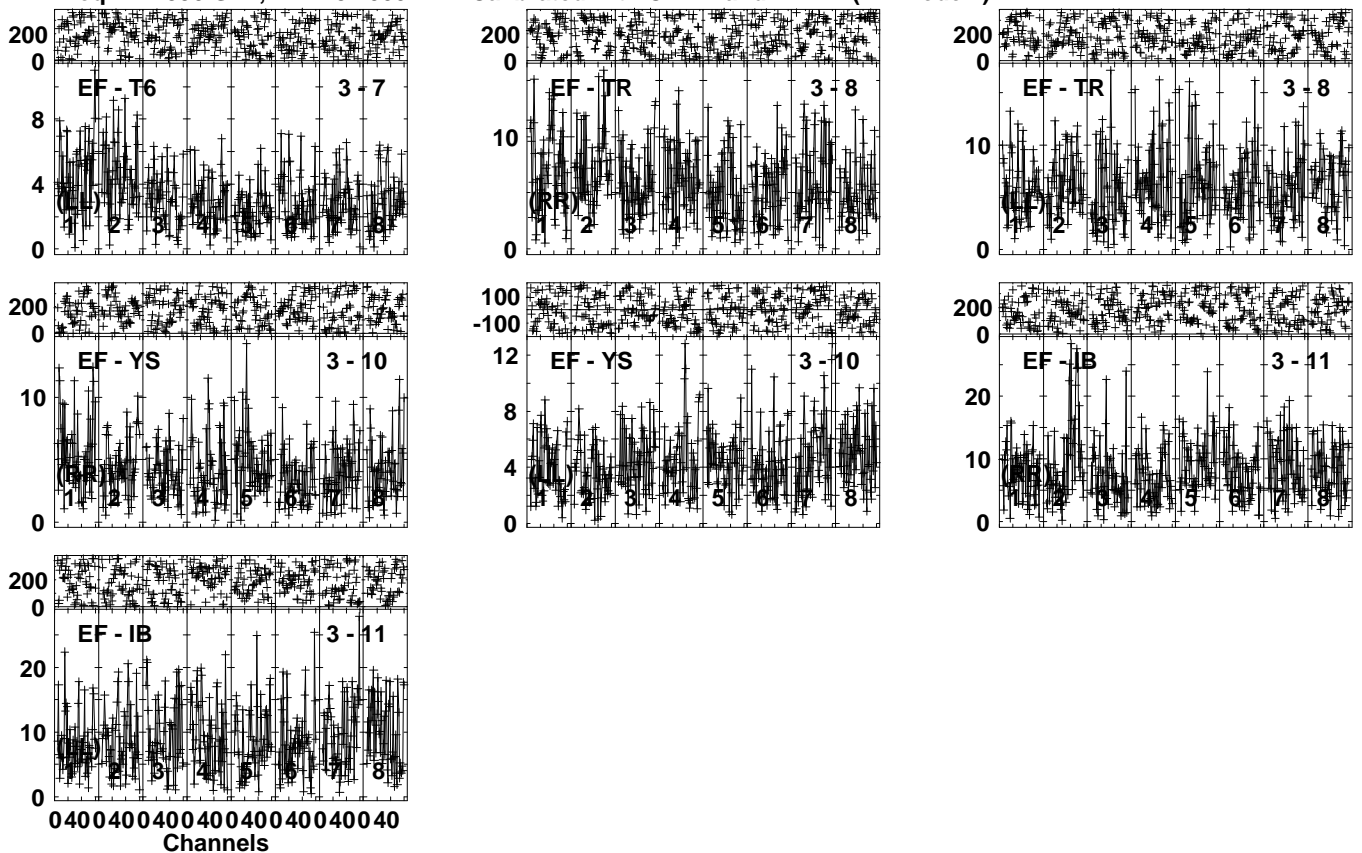 200
0
EF - T6 3 - 7
8
4
0
(LL)
1 2 3 4 5 6 7 8
200
0
EF - TR 3 - 8
10
0
(RR)
1 2 3 4 5 6 7 8
200
0
EF - TR 3 - 8
10
0
(LL)
1 2 3 4 5 6 7 8
200
0
EF - YS 3 - 10
10
0
(RR)
1 2 3 4 5 6 7 8
100
-100
EF - YS 3 - 10
12
8
4
0
(LL)
1 2 3 4 5 6 7 8
200
0
EF - IB 3 - 11
20
10
0
(RR)
1 2 3 4 5 6 7 8
200
0
EF - IB 3 - 11
20
10
0
(LL)
1 2 3 4 5 6 7 8
0 40 0 40 0 40 0 40 0 40 0 40 0 40 0 40
Channels